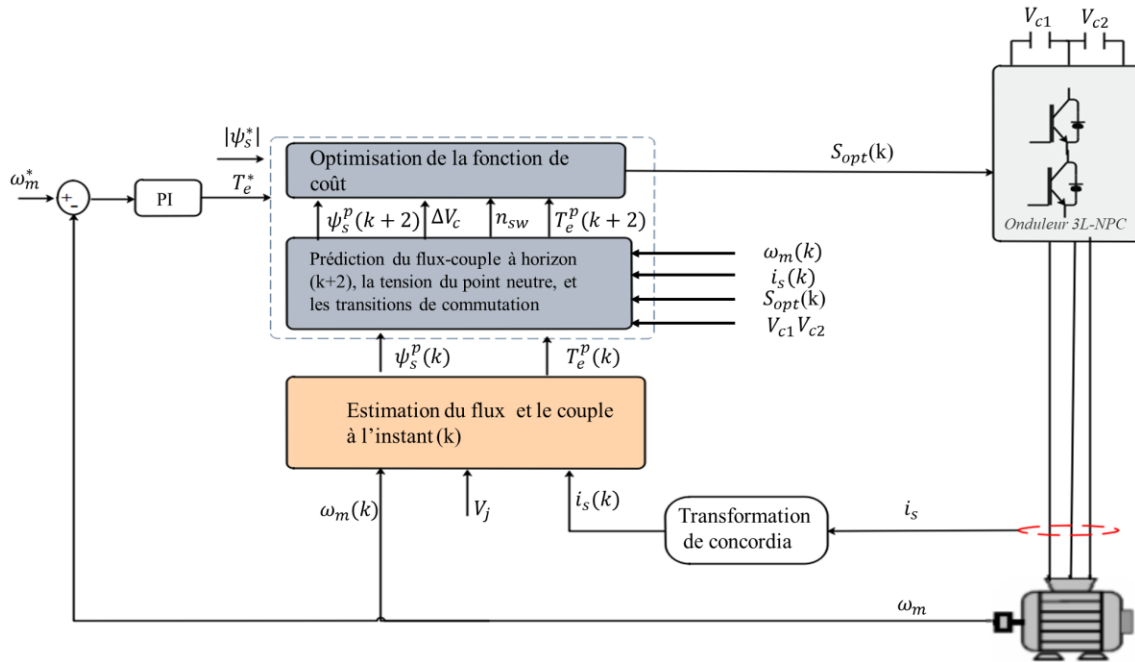 V_{c1} V_{c2}
|ψ_s^*|
Optimisation de la fonction de
coût
S_{opt}(k)
ω_m^*
+
-
PI
T_e^*
ψ_s^p(k+2) ΔV_c n_{sw} T_e^p(k+2)
Onduleur 3L-NPC
Prédiction du flux-couple à horizon
(k+2), la tension du point neutre, et
les transitions de commutation
ω_m(k)
i_s(k)
S_{opt}(k)
V_{c1} V_{c2}
ψ_s^p(k) T_e^p(k)
Estimation du flux et le couple
à l'instant (k)
ω_m(k) V_j i_s(k)
Transformation
de concordia
i_s
ω_m